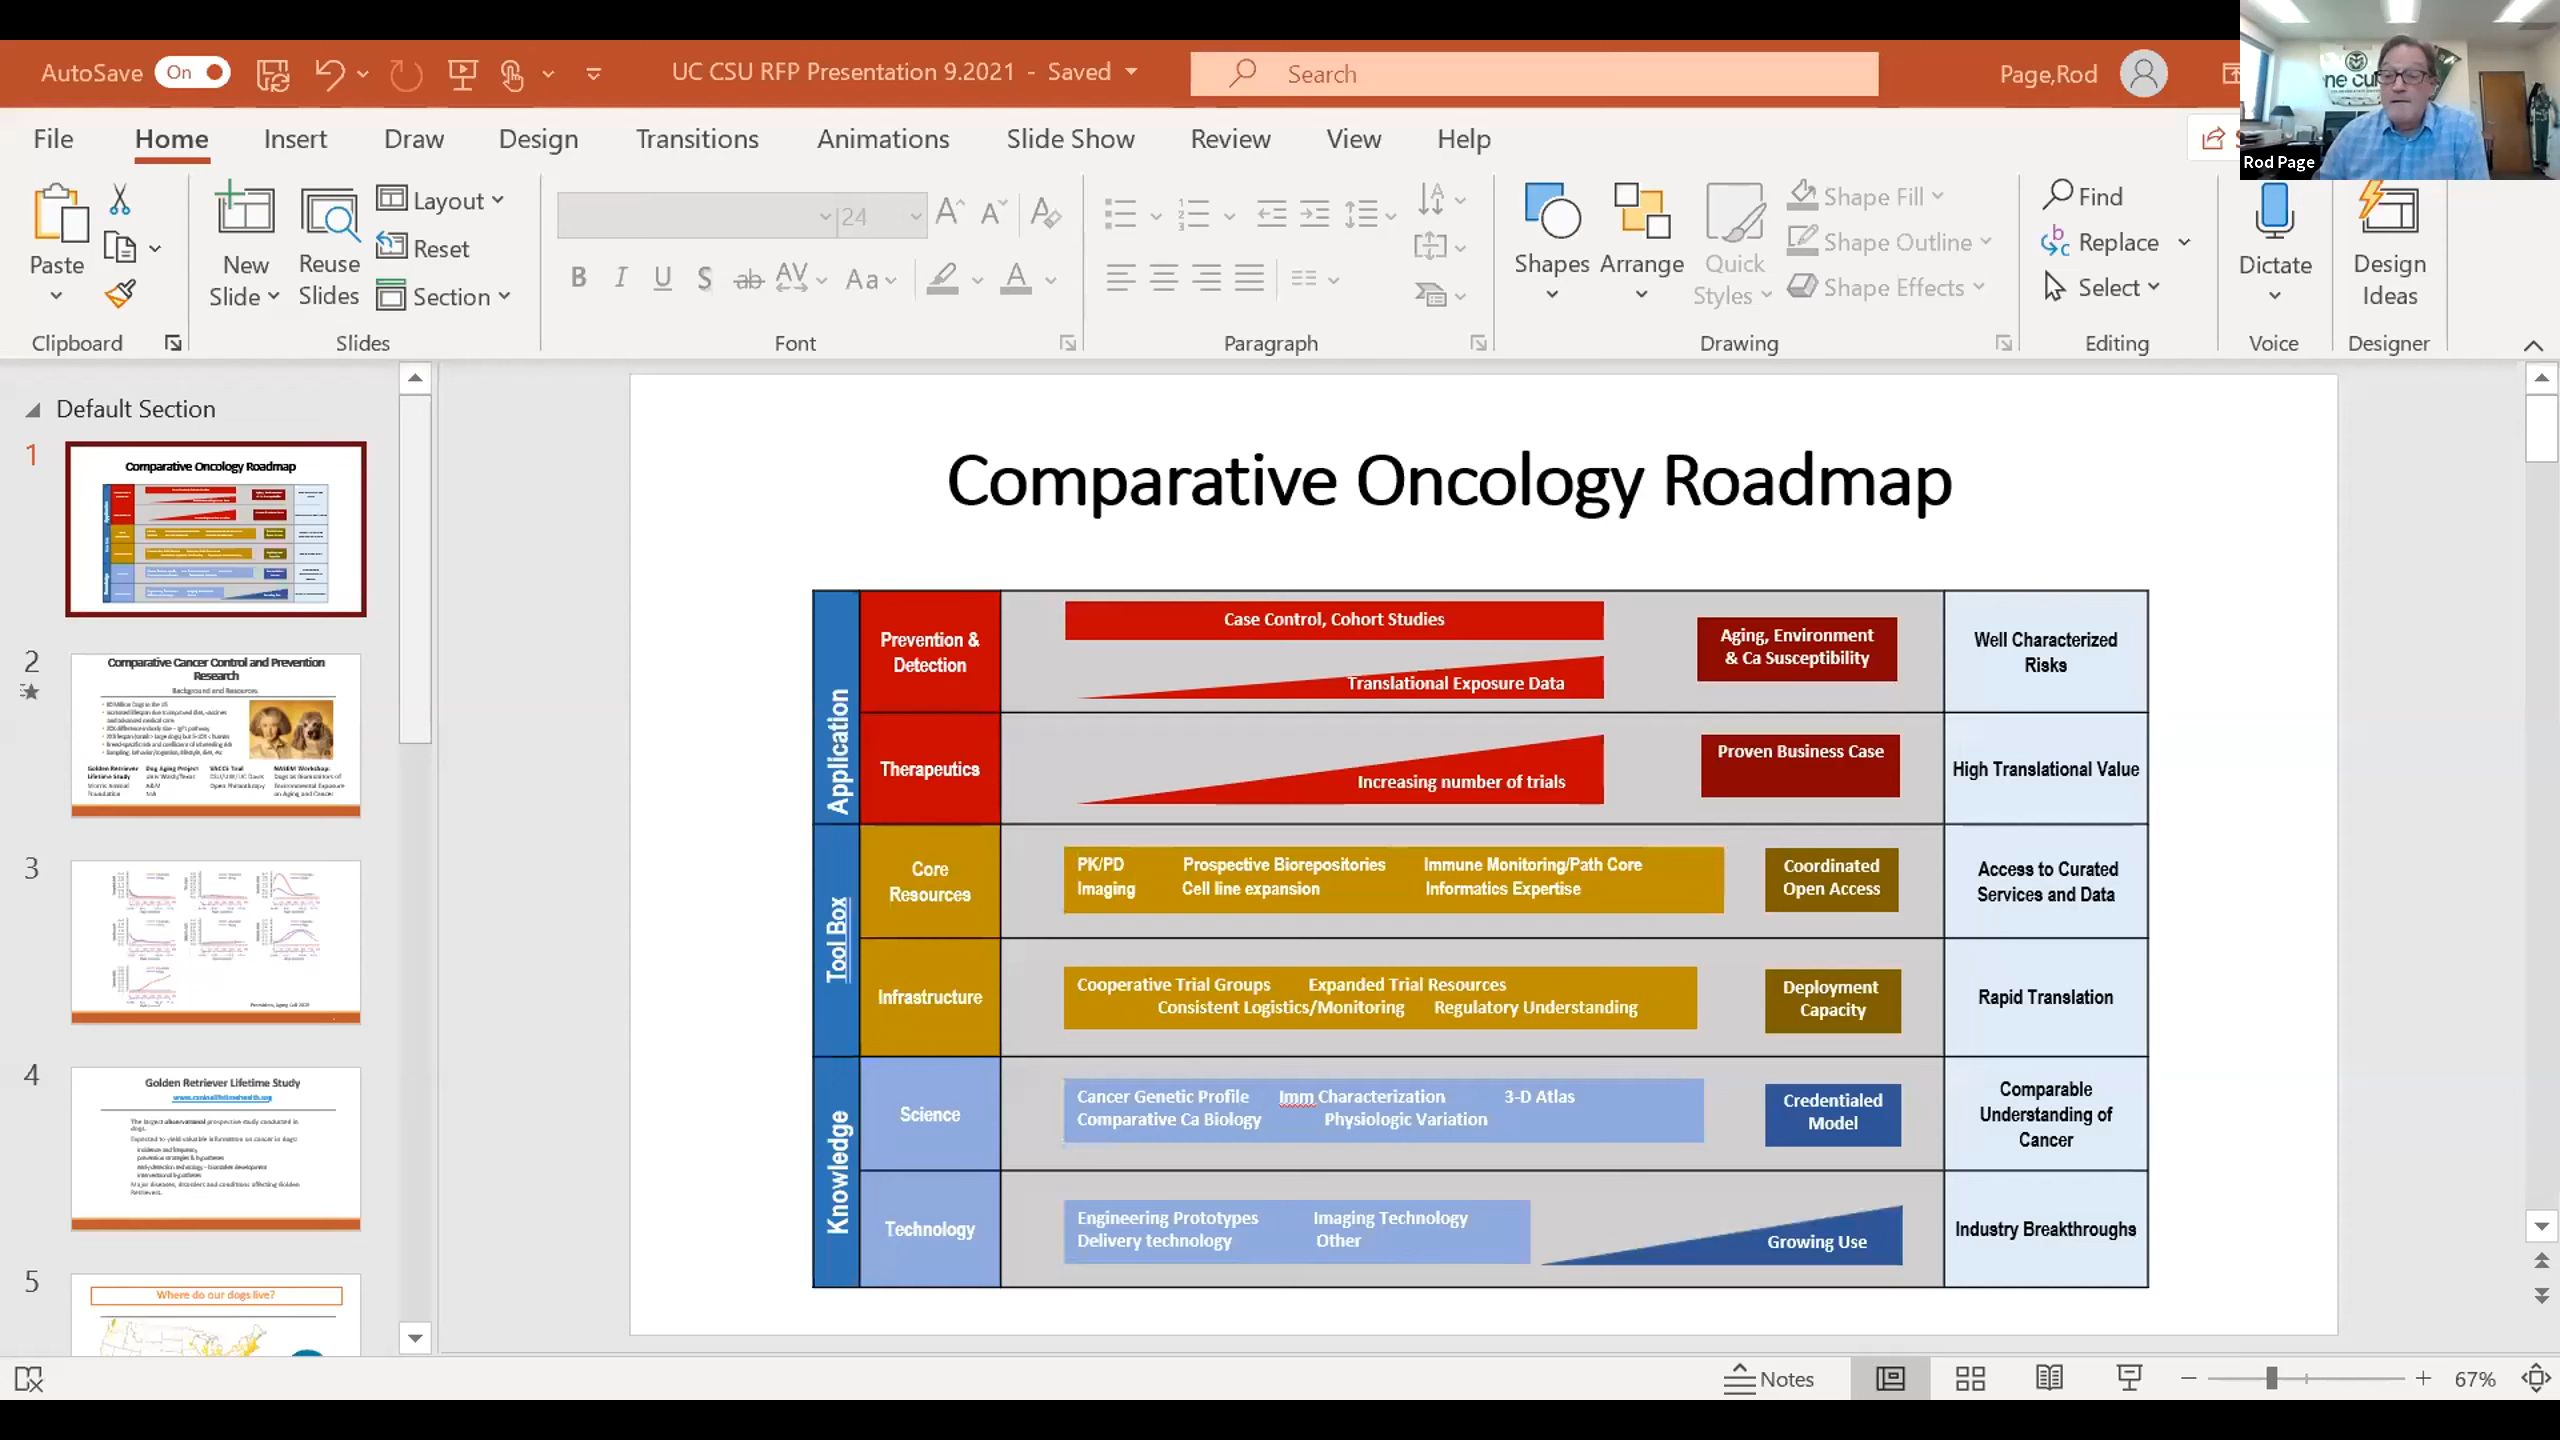 AutoSave On
UC CSU RFP Presentation 9.2021 - Saved
Search
Page,Rod
Rod Page
File Home Insert Draw Design Transitions Animations Slide Show Review View Help
Paste
New Slide
Reuse Slides
Layout
Reset
Section
24
Shapes
Arrange
Quick Styles
Shape Fill
Shape Outline
Shape Effects
Find
Replace
Select
Dictate
Design Ideas
Clipboard Slides Font Paragraph Drawing Editing Voice Designer
Default Section
1
Comparative Oncology Roadmap
2
Comparative Cancer Control and Prevention
Research
Background and Resources
3
4
Golden Retriever Lifetime Study
5
Where do our dogs live?
Comparative Oncology Roadmap
Application
Prevention &
Detection
Case Control, Cohort Studies
Translational Exposure Data
Aging, Environment
& Ca Susceptibility
Well Characterized
Risks
Therapeutics
Increasing number of trials
Proven Business Case
High Translational Value
Tool Box
Core
Resources
PK/PD Prospective Biorepositories Immune Monitoring/Path Core
Imaging Cell line expansion Informatics Expertise
Coordinated
Open Access
Access to Curated
Services and Data
Infrastructure
Cooperative Trial Groups Expanded Trial Resources
Consistent Logistics/Monitoring Regulatory Understanding
Deployment
Capacity
Rapid Translation
Knowledge
Science
Cancer Genetic Profile Imm Characterization 3-D Atlas
Comparative Ca Biology Physiologic Variation
Credentialed
Model
Comparable
Understanding of
Cancer
Technology
Engineering Prototypes Imaging Technology
Delivery technology Other
Growing Use
Industry Breakthroughs
Notes
67%